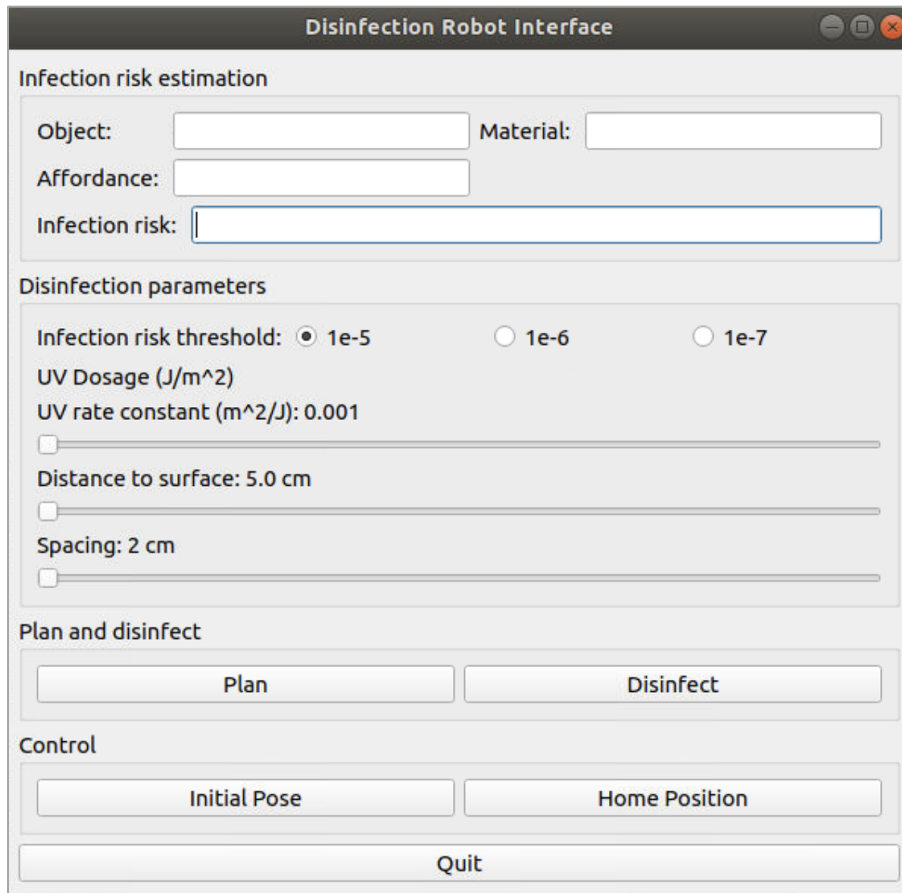 Disinfection Robot Interface
Infection risk estimation
Object: Material:
Affordance:
Infection risk:
Disinfection parameters
Infection risk threshold: 1e-5 1e-6 1e-7
UV Dosage (J/m^2)
UV rate constant (m^2/J): 0.001
Distance to surface: 5.0 cm
Spacing: 2 cm
Plan and disinfect
Plan Disinfect
Control
Initial Pose Home Position
Quit